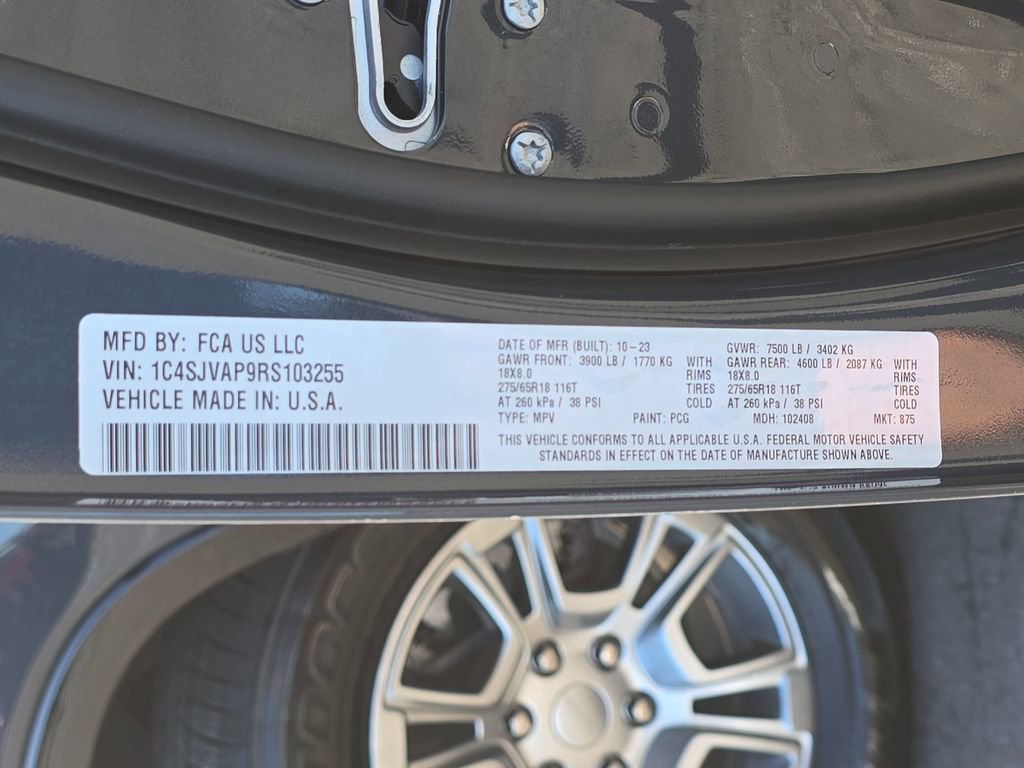 MFD BY: FCA US LLC
VIN: 1C4SJVAP9RS103255
VEHICLE MADE IN: U.S.A.
DATE OF MFR (BUILT): 10-23 GVWR: 7500 LB / 3402 KG
GAWR FRONT: 3900 LB / 1770 KG WITH GAWR REAR: 4600 LB / 2087 KG WITH
18X8.0 RIMS 18X8.0 RIMS
275/65R18 116T TIRES 275/65R18 116T TIRES
AT 260 kPa / 38 PSI COLD AT 260 kPa / 38 PSI COLD
TYPE: MPV PAINT: PCG MDH: 102408 MKT: 875
THIS VEHICLE CONFORMS TO ALL APPLICABLE U.S.A. FEDERAL MOTOR VEHICLE SAFETY
STANDARDS IN EFFECT ON THE DATE OF MANUFACTURE SHOWN ABOVE.